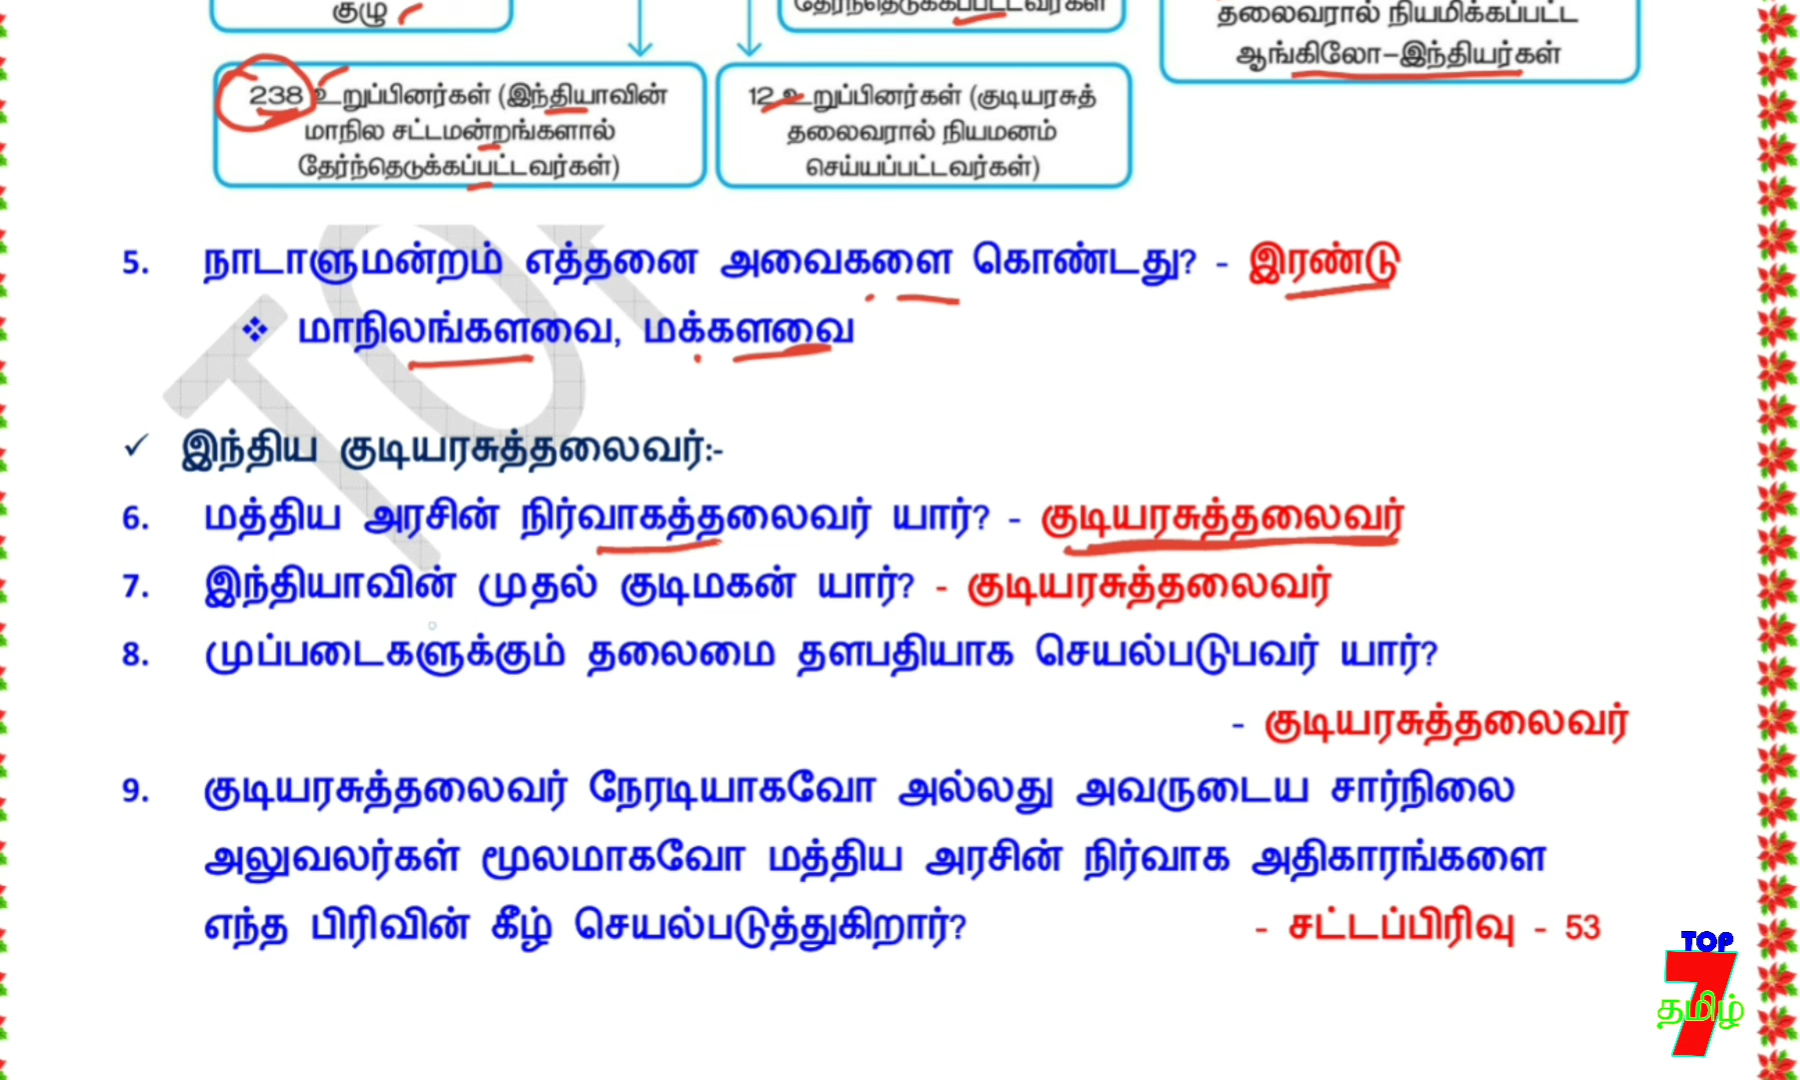 குழு
தேர்ந்தெடுக்கப்பட்டவர்கள்
தலைவரால் நியமிக்கப்பட்ட
ஆங்கிலோ–இந்தியர்கள்
238 உறுப்பினர்கள் (இந்தியாவின்
மாநில சட்டமன்றங்களால்
தேர்ந்தெடுக்கப்பட்டவர்கள்)
12 உறுப்பினர்கள் (குடியரசுத்
தலைவரால் நியமனம்
செய்யப்பட்டவர்கள்)
5. நாடாளுமன்றம் எத்தனை அவைகளை கொண்டது? - இரண்டு
❖ மாநிலங்களவை, மக்களவை
✓ இந்திய குடியரசுத்தலைவர்:-
6. மத்திய அரசின் நிர்வாகத்தலைவர் யார்? - குடியரசுத்தலைவர்
7. இந்தியாவின் முதல் குடிமகன் யார்? - குடியரசுத்தலைவர்
8. முப்படைகளுக்கும் தலைமை தளபதியாக செயல்படுபவர் யார்?
- குடியரசுத்தலைவர்
9. குடியரசுத்தலைவர் நேரடியாகவோ அல்லது அவருடைய சார்நிலை
அலுவலர்கள் மூலமாகவோ மத்திய அரசின் நிர்வாக அதிகாரங்களை
எந்த பிரிவின் கீழ் செயல்படுத்துகிறார்? - சட்டப்பிரிவு - 53
TOP
7
தமிழ்